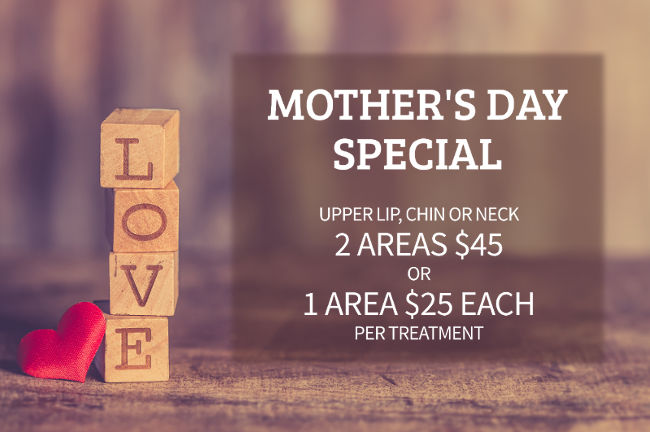 L
O
V
E
MOTHER'S DAY
SPECIAL
UPPER LIP, CHIN OR NECK
2 AREAS $45
OR
1 AREA $25 EACH
PER TREATMENT